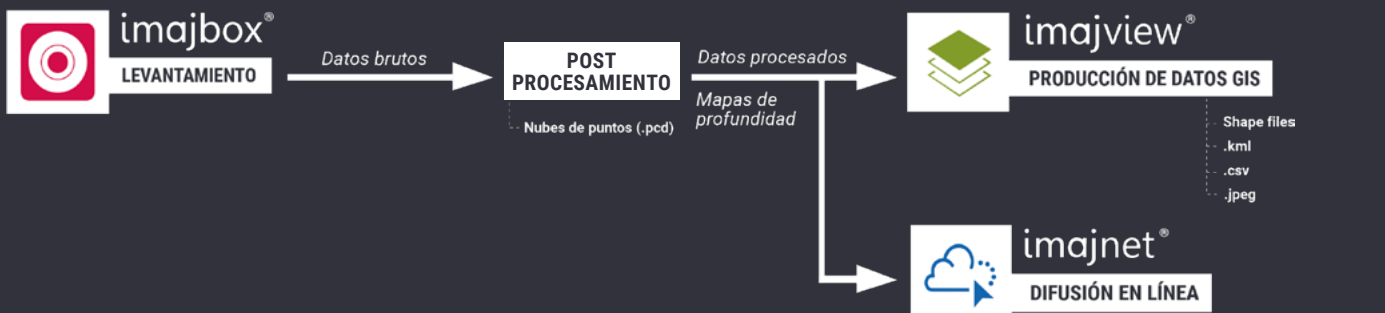 imajbox®
LEVANTAMIENTO
Datos brutos
POST
PROCESAMIENTO
Nubes de puntos (.pcd)
Datos procesados
Mapas de
profundidad
imajview®
PRODUCCIÓN DE DATOS GIS
Shape files
.kml
.csv
.jpeg
imajnet®
DIFUSIÓN EN LÍNEA